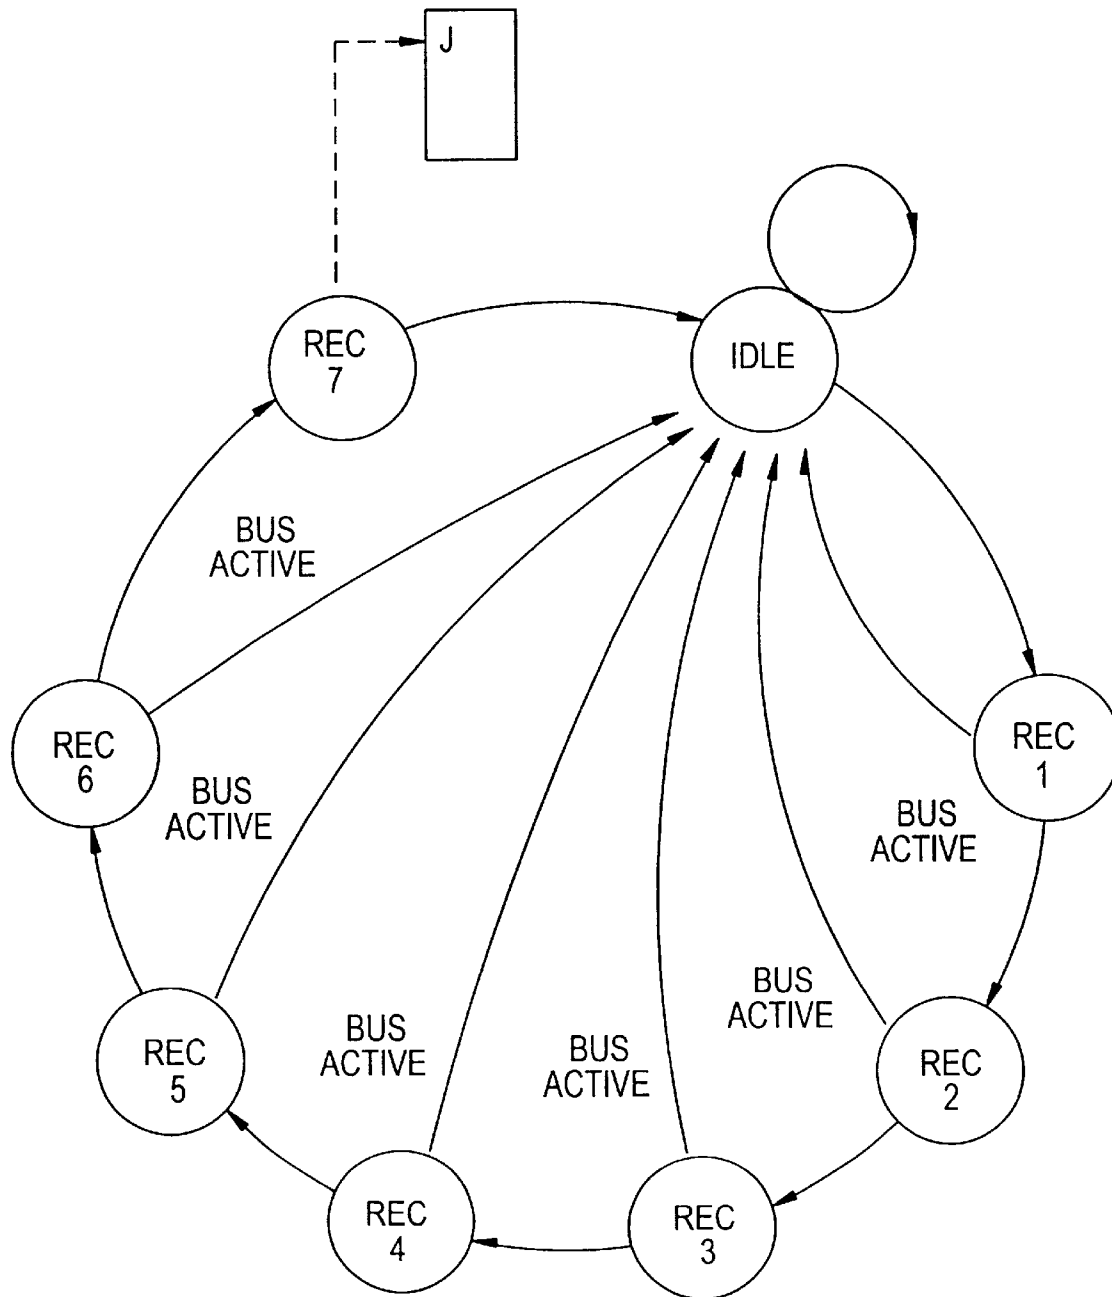 J
REC
7
IDLE
BUS
ACTIVE
REC
6
REC
1
BUS
ACTIVE
BUS
ACTIVE
BUS
ACTIVE
BUS
ACTIVE
BUS
ACTIVE
REC
5
REC
2
REC
4
REC
3